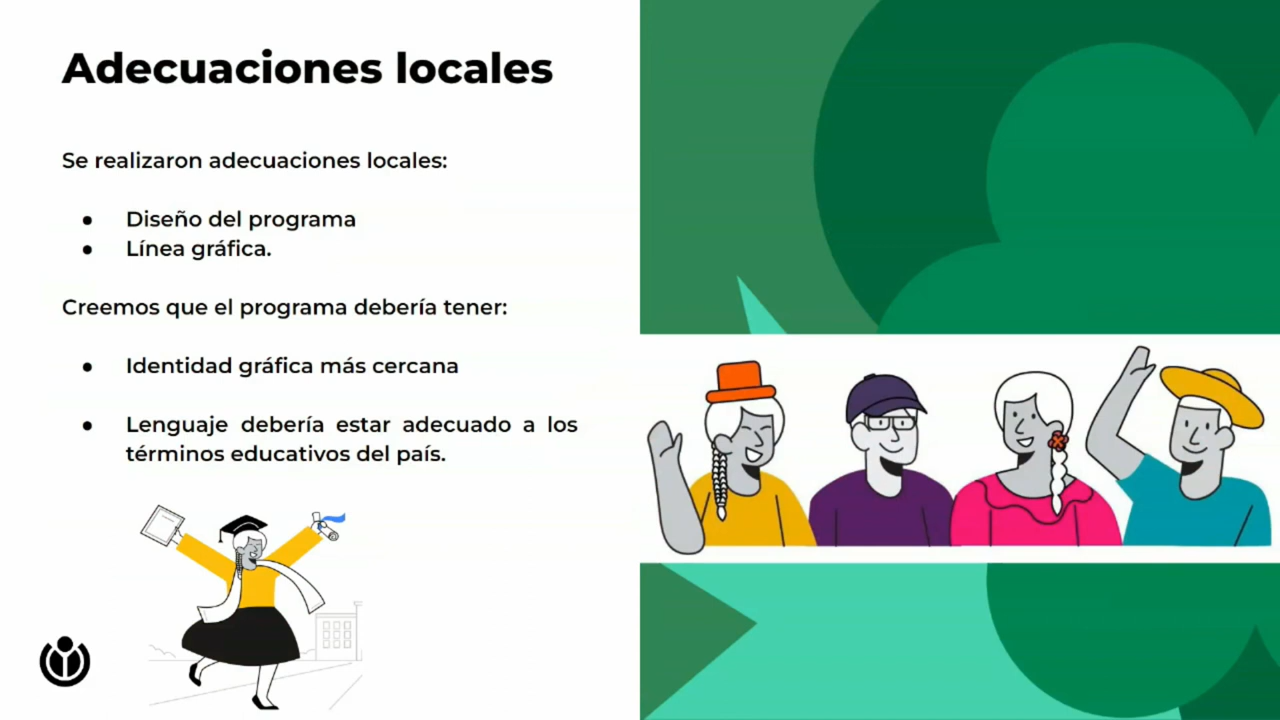 Adecuaciones locales
Se realizaron adecuaciones locales:
● Diseño del programa
● Línea gráfica.
Creemos que el programa debería tener:
● Identidad gráfica más cercana
● Lenguaje debería estar adecuado a los
términos educativos del país.